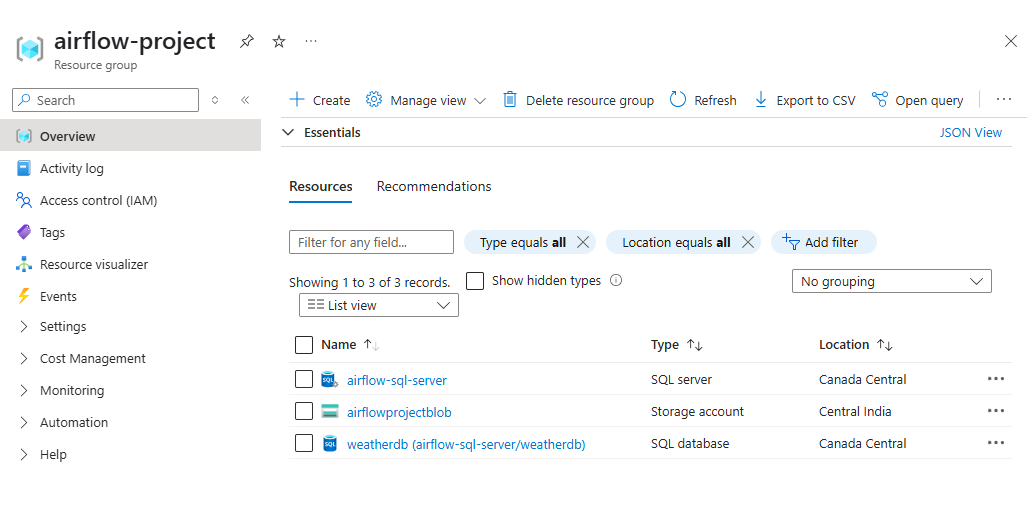 airflow-project
Resource group
Search
Overview
Activity log
Access control (IAM)
Tags
Resource visualizer
Events
Settings
Cost Management
Monitoring
Automation
Help
Create Manage view Delete resource group Refresh Export to CSV Open query
Essentials JSON View
Resources Recommendations
Filter for any field... Type equals all Location equals all Add filter
Showing 1 to 3 of 3 records. Show hidden types No grouping
List view
Name Type Location
SQL airflow-sql-server SQL server Canada Central
airflowprojectblob Storage account Central India
SQL weatherdb (airflow-sql-server/weatherdb) SQL database Canada Central